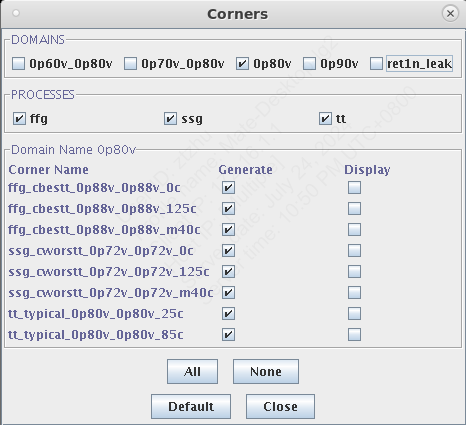 Corners
DOMAINS
0p60v_0p80v 0p70v_0p80v 0p80v 0p90v ret1n_leak
PROCESSES
ffg ssg tt
Domain Name 0p80v
Corner Name Generate Display
ffg_cbestt_0p88v_0p88v_0c
ffg_cbestt_0p88v_0p88v_125c
ffg_cbestt_0p88v_0p88v_m40c
ssg_cworstt_0p72v_0p72v_0c
ssg_cworstt_0p72v_0p72v_125c
ssg_cworstt_0p72v_0p72v_m40c
tt_typical_0p80v_0p80v_25c
tt_typical_0p80v_0p80v_85c
All None
Default Close